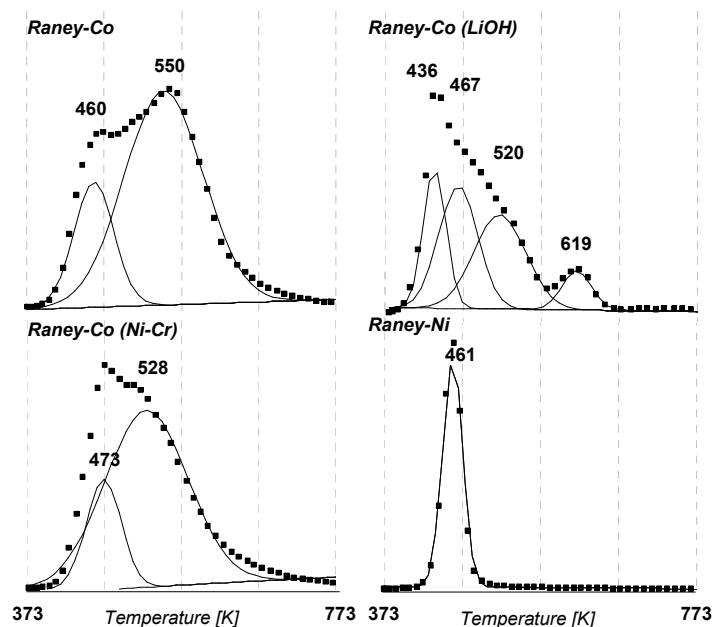 Raney-Co
460
550
Raney-Co (LiOH)
436
467
520
619
Raney-Co (Ni-Cr)
473
528
Raney-Ni
461
373
Temperature [K]
773
373
Temperature [K]
773